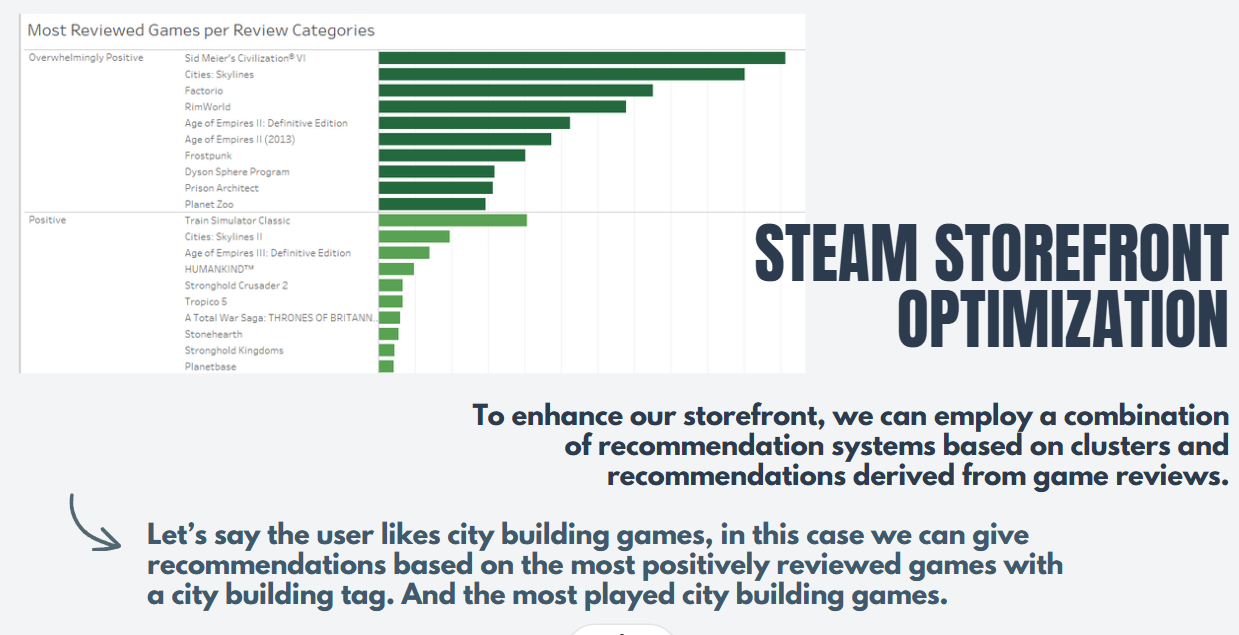 Most Reviewed Games per Review Categories
Overwhelmingly Positive
Sid Meier's Civilization® VI
Cities: Skylines
Factorio
RimWorld
Age of Empires II: Definitive Edition
Age of Empires II (2013)
Frostpunk
Dyson Sphere Program
Prison Architect
Planet Zoo
Positive
Train Simulator Classic
Cities: Skylines II
Age of Empires III: Definitive Edition
HUMANKIND™
Stronghold Crusader 2
Tropico 5
A Total War Saga: THRONES OF BRITANN..
Stonehearth
Stronghold Kingdoms
Planetbase
STEAM STOREFRONT
OPTIMIZATION
To enhance our storefront, we can employ a combination
of recommendation systems based on clusters and
recommendations derived from game reviews.
Let's say the user likes city building games, in this case we can give
recommendations based on the most positively reviewed games with
a city building tag. And the most played city building games.